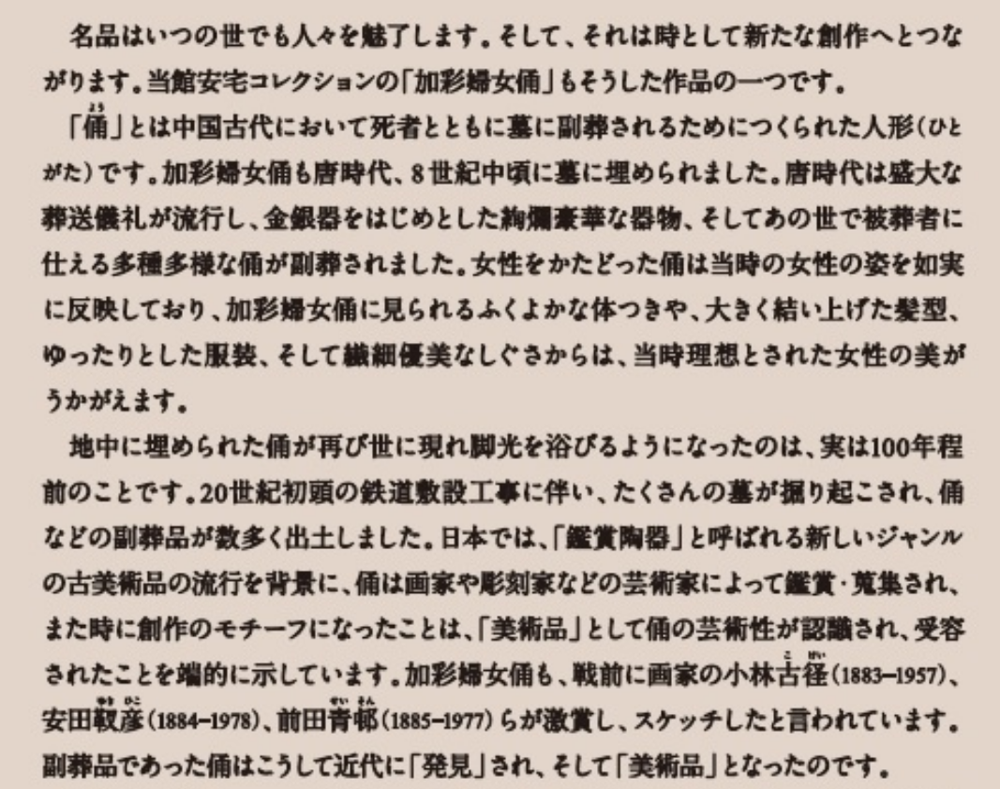 名品はいつの世でも人々を魅了します。そして、それは時として新たな創作へとつな
がります。当館安宅コレクションの「加彩婦女俑」もそうした作品の一つです。
「俑」とは中国古代において死者とともに墓に副葬されるためにつくられた人形(ひと
がた)です。加彩婦女俑も唐時代、8世紀中頃に墓に埋められました。唐時代は盛大な
葬送儀礼が流行し、金銀器をはじめとした絢爛豪華な器物、そしてあの世で被葬者に
仕える多種多様な俑が副葬されました。女性をかたどった俑は当時の女性の姿を如実
に反映しており、加彩婦女俑に見られるふくよかな体つきや、大きく結い上げた髪型、
ゆったりとした服装、そして繊細優美なしぐさからは、当時理想とされた女性の美が
うかがえます。
地中に埋められた俑が再び世に現れ脚光を浴びるようになったのは、実は100年程
前のことです。20世紀初頭の鉄道敷設工事に伴い、たくさんの墓が掘り起こされ、俑
などの副葬品が数多く出土しました。日本では、「鑑賞陶器」と呼ばれる新しいジャンル
の古美術品の流行を背景に、俑は画家や彫刻家などの芸術家によって鑑賞・蒐集され、
また時に創作のモチーフになったことは、「美術品」として俑の芸術性が認識され、受容
されたことを端的に示しています。加彩婦女俑も、戦前に画家の小林古径(1883–1957)、
安田靫彦(1884–1978)、前田青邨(1885–1977)らが激賞し、スケッチしたと言われています。
副葬品であった俑はこうして近代に「発見」され、そして「美術品」となったのです。